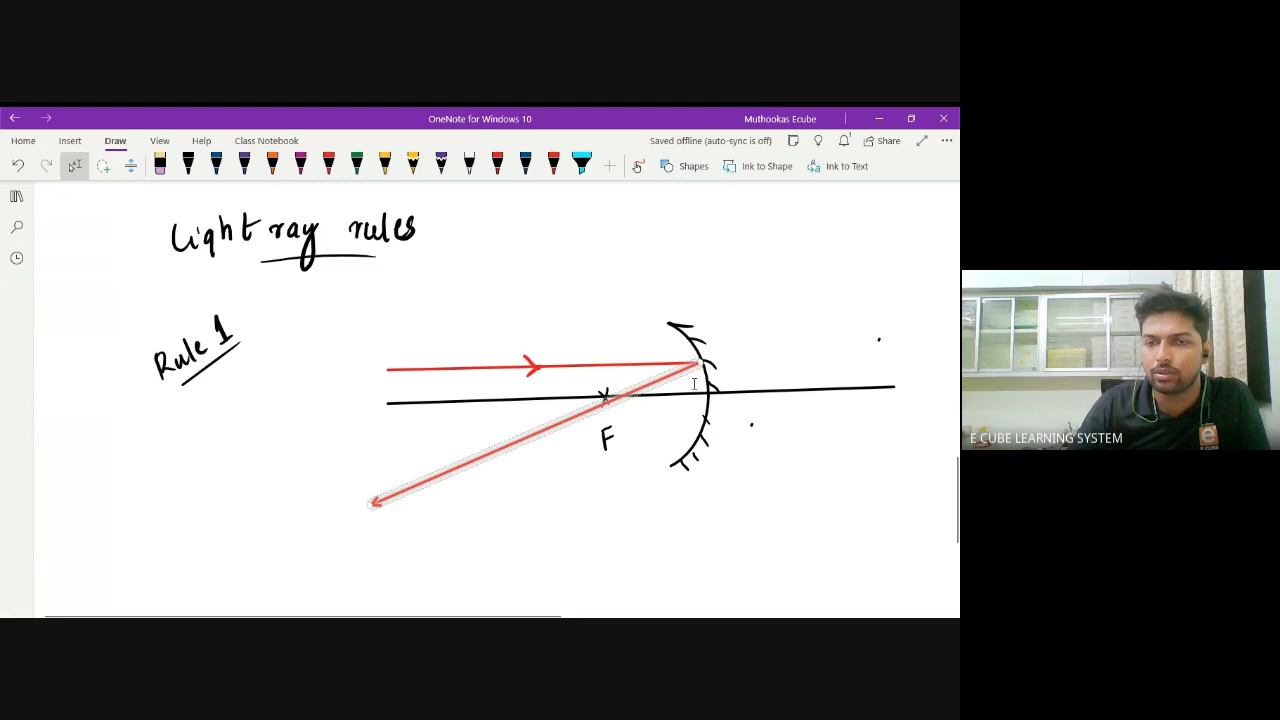 OneNote for Windows 10
Muthookas Ecube
Home Insert Draw View Help Class Notebook
Saved offline (auto-sync is off)
1
Share
Shapes
Ink to Shape
Ink to Text
Light ray rules
Rule 1
F
E CUBE LEARNING SYSTEM
e